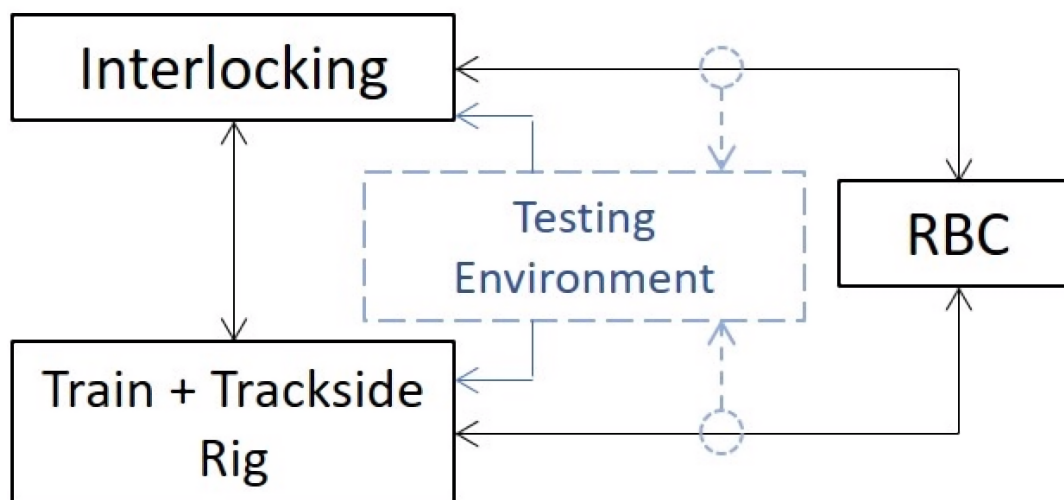 Interlocking
Testing
Environment
RBC
Train + Trackside
Rig